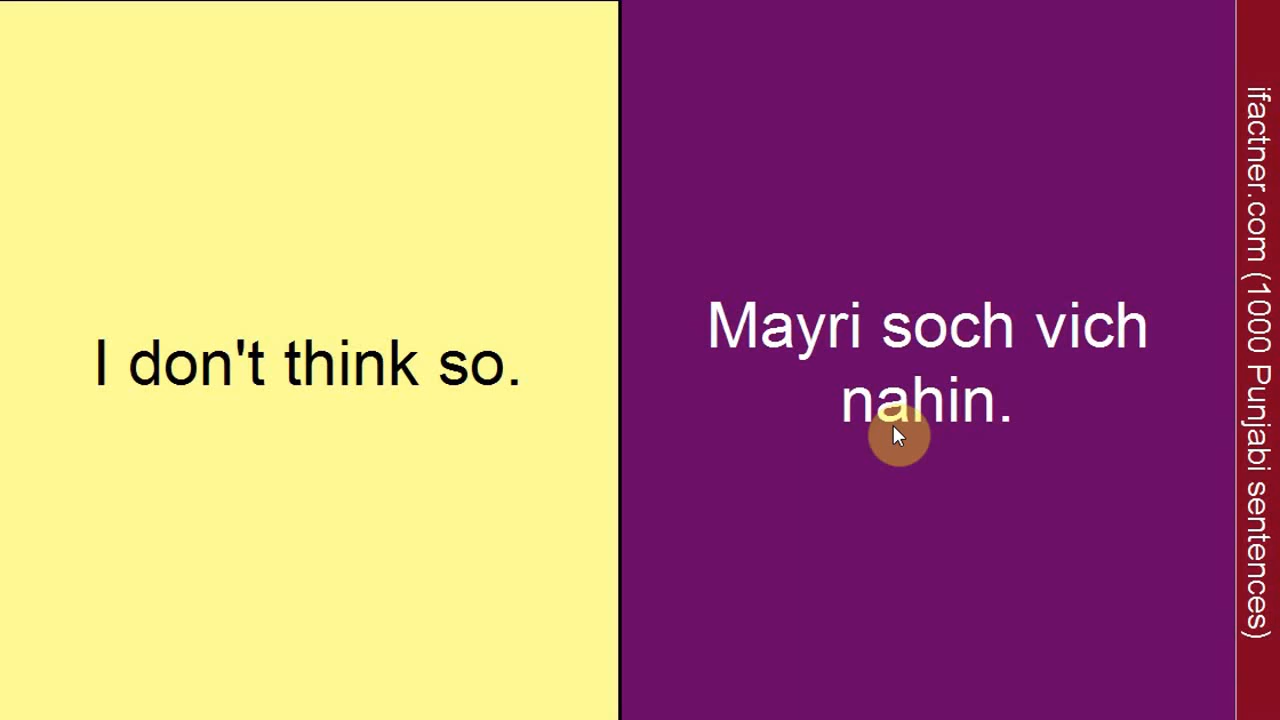 I don't think so.
Mayri soch vich
nahin.
ifactner.com (1000 Punjabi sentences)